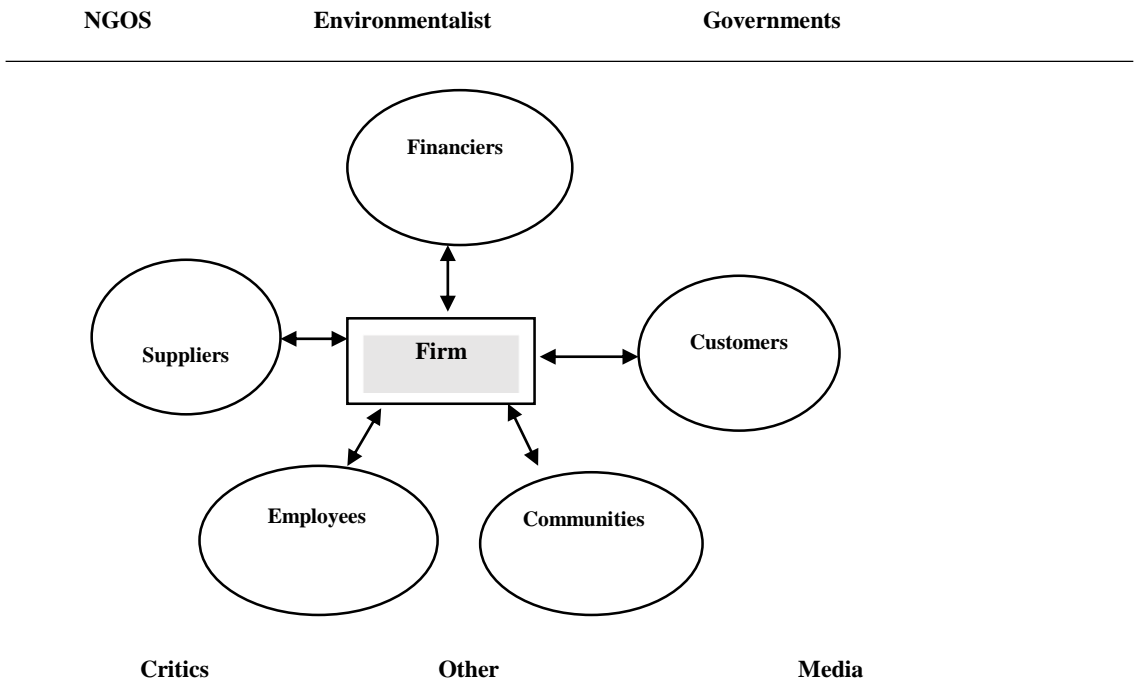 NGOS Environmentalist Governments
Financiers
Firm
Customers
Suppliers
Employees
Communities
Critics Other Media